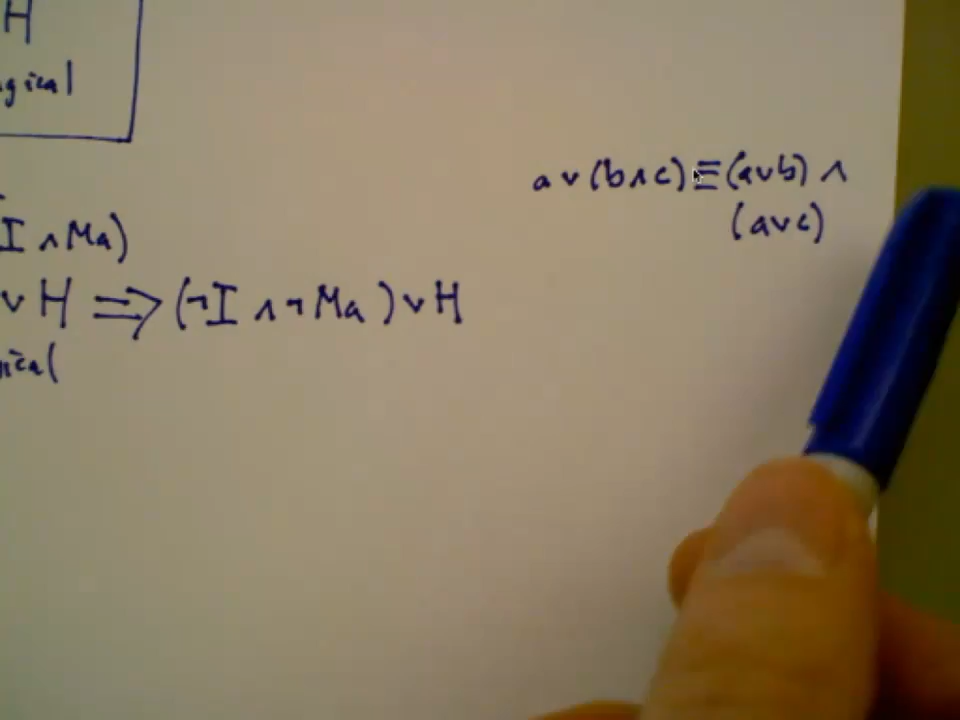 H
gical
a ∨ (b ∧ c) ≡ (a ∨ b) ∧
(a ∨ c)
I ∧ Ma)
∨ H ⇒ (¬I ∧ ¬Ma) ∨ H
ical